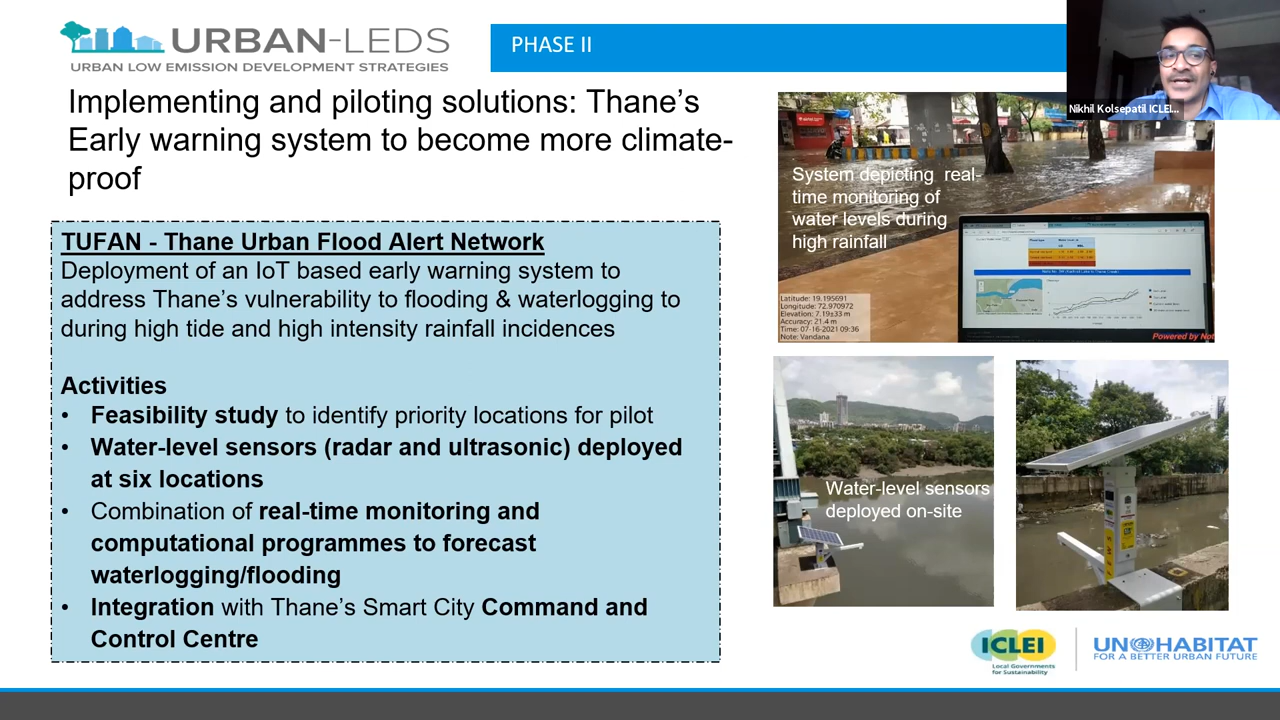 URBAN-LEDS
URBAN LOW EMISSION DEVELOPMENT STRATEGIES
PHASE II
Nikhil Kolsepatil ICLEI...
Implementing and piloting solutions: Thane's
Early warning system to become more climate-
proof
TUFAN - Thane Urban Flood Alert Network
Deployment of an IoT based early warning system to
address Thane's vulnerability to flooding & waterlogging to
during high tide and high intensity rainfall incidences
Activities
• Feasibility study to identify priority locations for pilot
• Water-level sensors (radar and ultrasonic) deployed
at six locations
• Combination of real-time monitoring and
computational programmes to forecast
waterlogging/flooding
• Integration with Thane's Smart City Command and
Control Centre
System depicting real-
time monitoring of
water levels during
high rainfall
Latitude: 19.195691
Longitude: 72.970972
Elevation: 7.19±33 m
Accuracy: 21.4 m
Time: 07-16-2021 09:36
Note: Vandana
Powered by Not
Water-level sensors
deployed on-site
ICLEI
Local Governments
for Sustainability
UN HABITAT
FOR A BETTER URBAN FUTURE